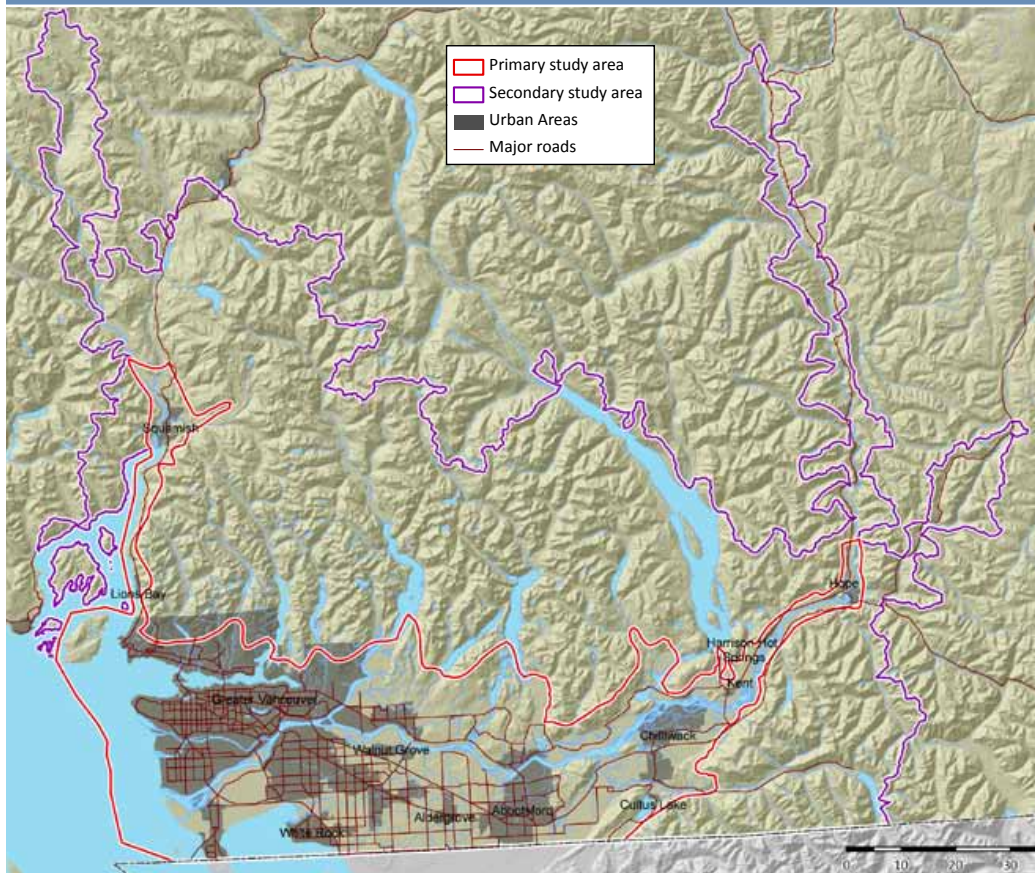 Primary study area
Secondary study area
Urban Areas
Major roads
Squamish
Lions Bay
Hope
Harrison Hot
Springs
Kent
Greater Vancouver
Chilliwack
Walnut Grove
Abbotsford
Cultus Lake
Aldergrove
White Rock
0 10 20 30